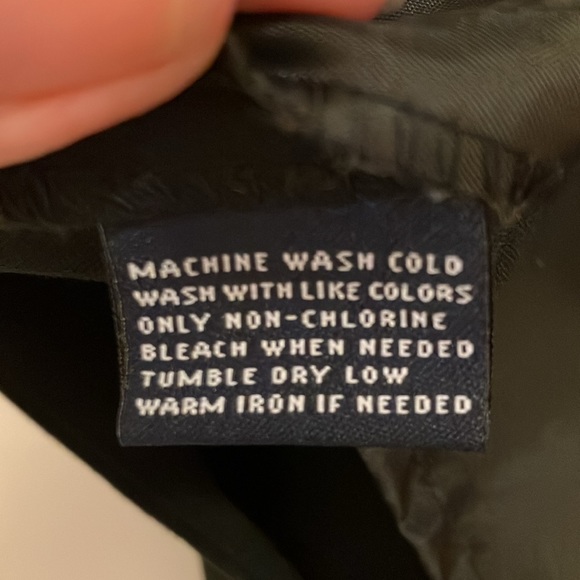 MACHINE WASH COLD
WASH WITH LIKE COLORS
ONLY NON-CHLORINE
BLEACH WHEN NEEDED
TUMBLE DRY LOW
WARM IRON IF NEEDED